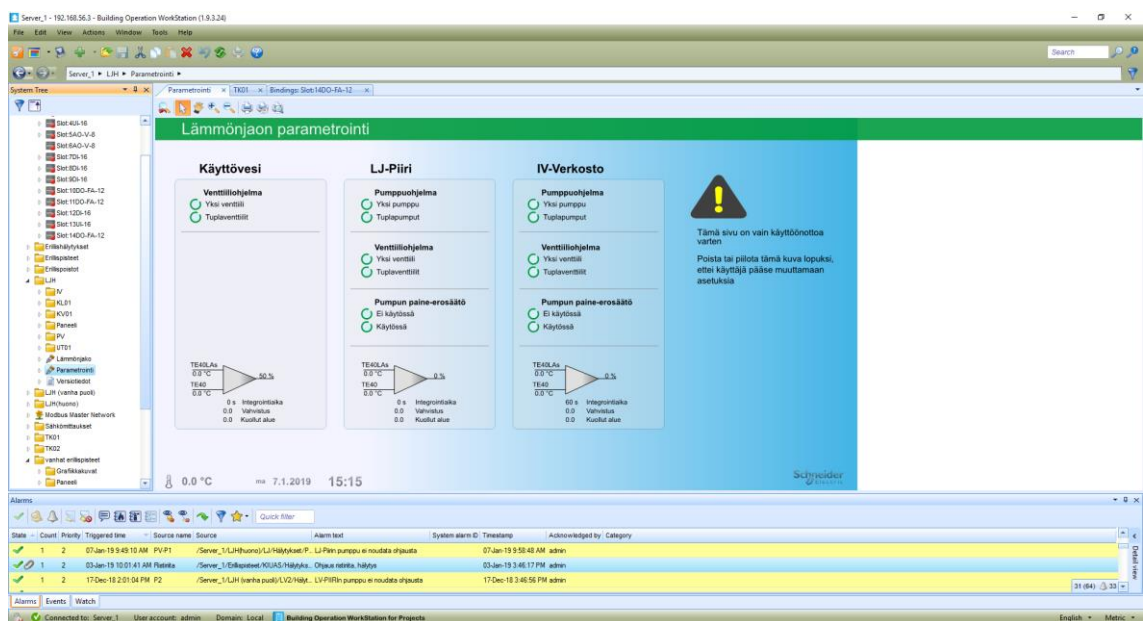 Server_1 - 192.168.56.3 - Building Operation WorkStation (1.9.3.24)
File Edit View Actions Window Tools Help
Search
Server_1 ▸ LJH ▸ Parametrointi ▸
System Tree
Parametrointi x TK01 x Bindings: Slot:14DO-FA-12 x
Slot:4UI-16
Slot:5AO-V-8
Slot:6AO-V-8
Slot:7DI-16
Slot:8DI-16
Slot:9DI-16
Slot:10DO-FA-12
Slot:11DO-FA-12
Slot:12DI-16
Slot:13UI-16
Slot:14DO-FA-12
Erillishälytykset
Erillispisteet
Erillispoistot
LJH
IV
KL01
KV01
Paneeli
PV
UT01
Lämmönjako
Parametrointi
Versiotiedot
LJH (vanha puoli)
LJH(huono)
Modbus Master Network
Sähkömittaukset
TK01
TK02
vanhat erillispisteet
Grafiikkakuvat
Paneeli
Lämmönjaon parametrointi
Käyttövesi
Venttiiliohjelma
Yksi venttiili
Tuplaventtiilit
TE40LAs
0.0 °C
TE40
0.0 °C
50 %
0 s Integrointiaika
0.0 Vahvistus
0.0 Kuollut alue
LJ-Piiri
Pumppuohjelma
Yksi pumppu
Tuplapumput
Venttiiliohjelma
Yksi venttiili
Tuplaventtiilit
Pumpun paine-erosäätö
Ei käytössä
Käytössä
TE40LAs
0.0 °C
TE40
0.0 °C
0 %
0 s Integrointiaika
0.0 Vahvistus
0.0 Kuollut alue
IV-Verkosto
Pumppuohjelma
Yksi pumppu
Tuplapumput
Venttiiliohjelma
Yksi venttiili
Tuplaventtiilit
Pumpun paine-erosäätö
Ei käytössä
Käytössä
TE40LAs
0.0 °C
TE40
0.0 °C
0 %
60 s Integrointiaika
0.0 Vahvistus
0.0 Kuollut alue
Tämä sivu on vain käyttöönottoa
varten
Poista tai piilota tämä kuva lopuksi,
ettei käyttäjä pääse muuttamaan
asetuksia
0.0 °C ma 7.1.2019 15:15
Schneider
Electric
Alarms
Quick filter
State Count Priority Triggered time Source name Source Alarm text System alarm ID Timestamp Acknowledged by Category
1 2 07-Jan-19 9:49:10 AM PV-P1 /Server_1/LJH(huono)/LJ/Hälytykset/P.. LJ-Piirin pumppu ei noudata ohjausta 07-Jan-19 9:58:48 AM admin
1 2 03-Jan-19 10:01:41 AM Ristiriita /Server_1/Erillispisteet/KIUAS/Hälytyks.. Ohjaus ristiriita, hälytys 03-Jan-19 3:46:17 PM admin
1 2 17-Dec-18 2:01:04 PM P2 /Server_1/LJH (vanha puoli)/LV2/Hälyt.. LV-PIIRIn pumppu ei noudata ohjausta 17-Dec-18 3:46:56 PM admin
31 (64) 33
Detail view
Alarms Events Watch
Connected to: Server_1 User account: admin Domain: Local Building Operation WorkStation for Projects English Metric